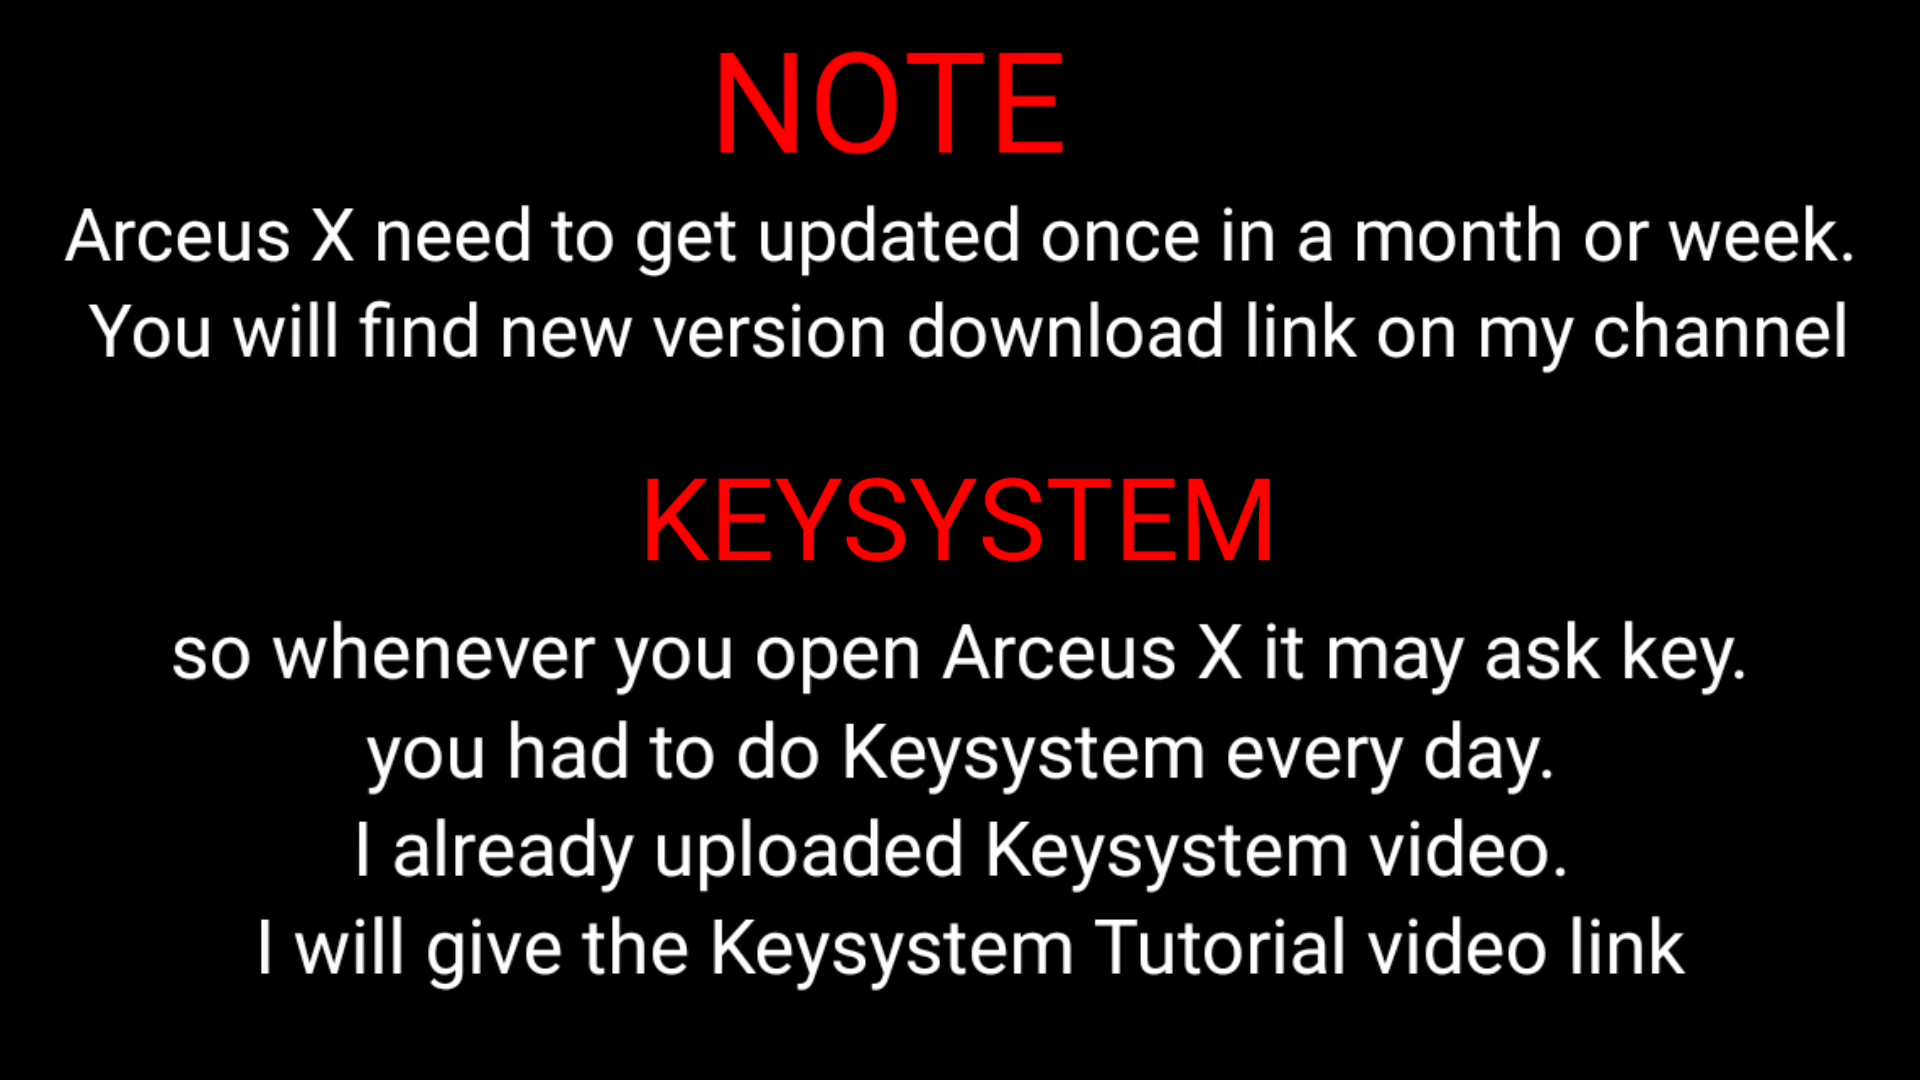 NOTE
Arceus X need to get updated once in a month or week.
You will find new version download link on my channel
KEYSYSTEM
so whenever you open Arceus X it may ask key.
you had to do Keysystem every day.
I already uploaded Keysystem video.
I will give the Keysystem Tutorial video link